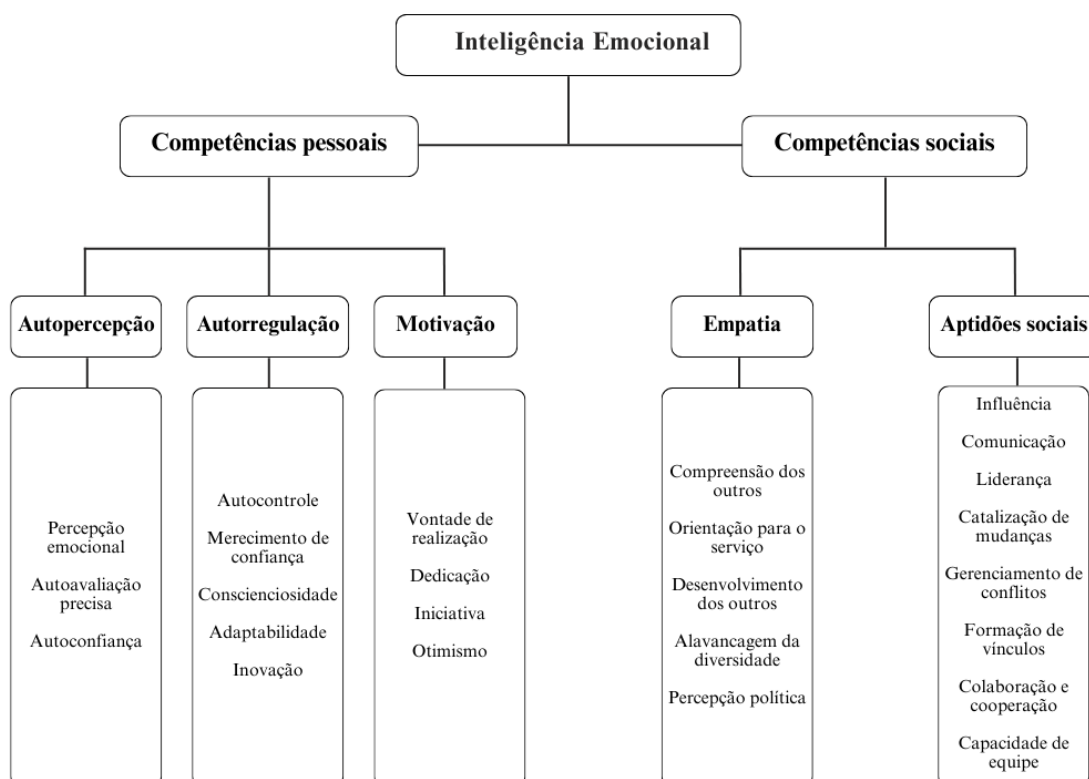 Inteligência Emocional
Competências pessoais
Competências sociais
Autopercepção
Autorregulação
Motivação
Empatia
Aptidões sociais
Percepção
emocional
Autoavaliação
precisa
Autoconfiança
Autocontrole
Merecimento de
confiança
Conscienciosidade
Adaptabilidade
Inovação
Vontade de
realização
Dedicação
Iniciativa
Otimismo
Compreensão dos
outros
Orientação para o
serviço
Desenvolvimento
dos outros
Alavancagem da
diversidade
Percepção política
Influência
Comunicação
Liderança
Catalização de
mudanças
Gerenciamento de
conflitos
Formação de
vínculos
Colaboração e
cooperação
Capacidade de
equipe